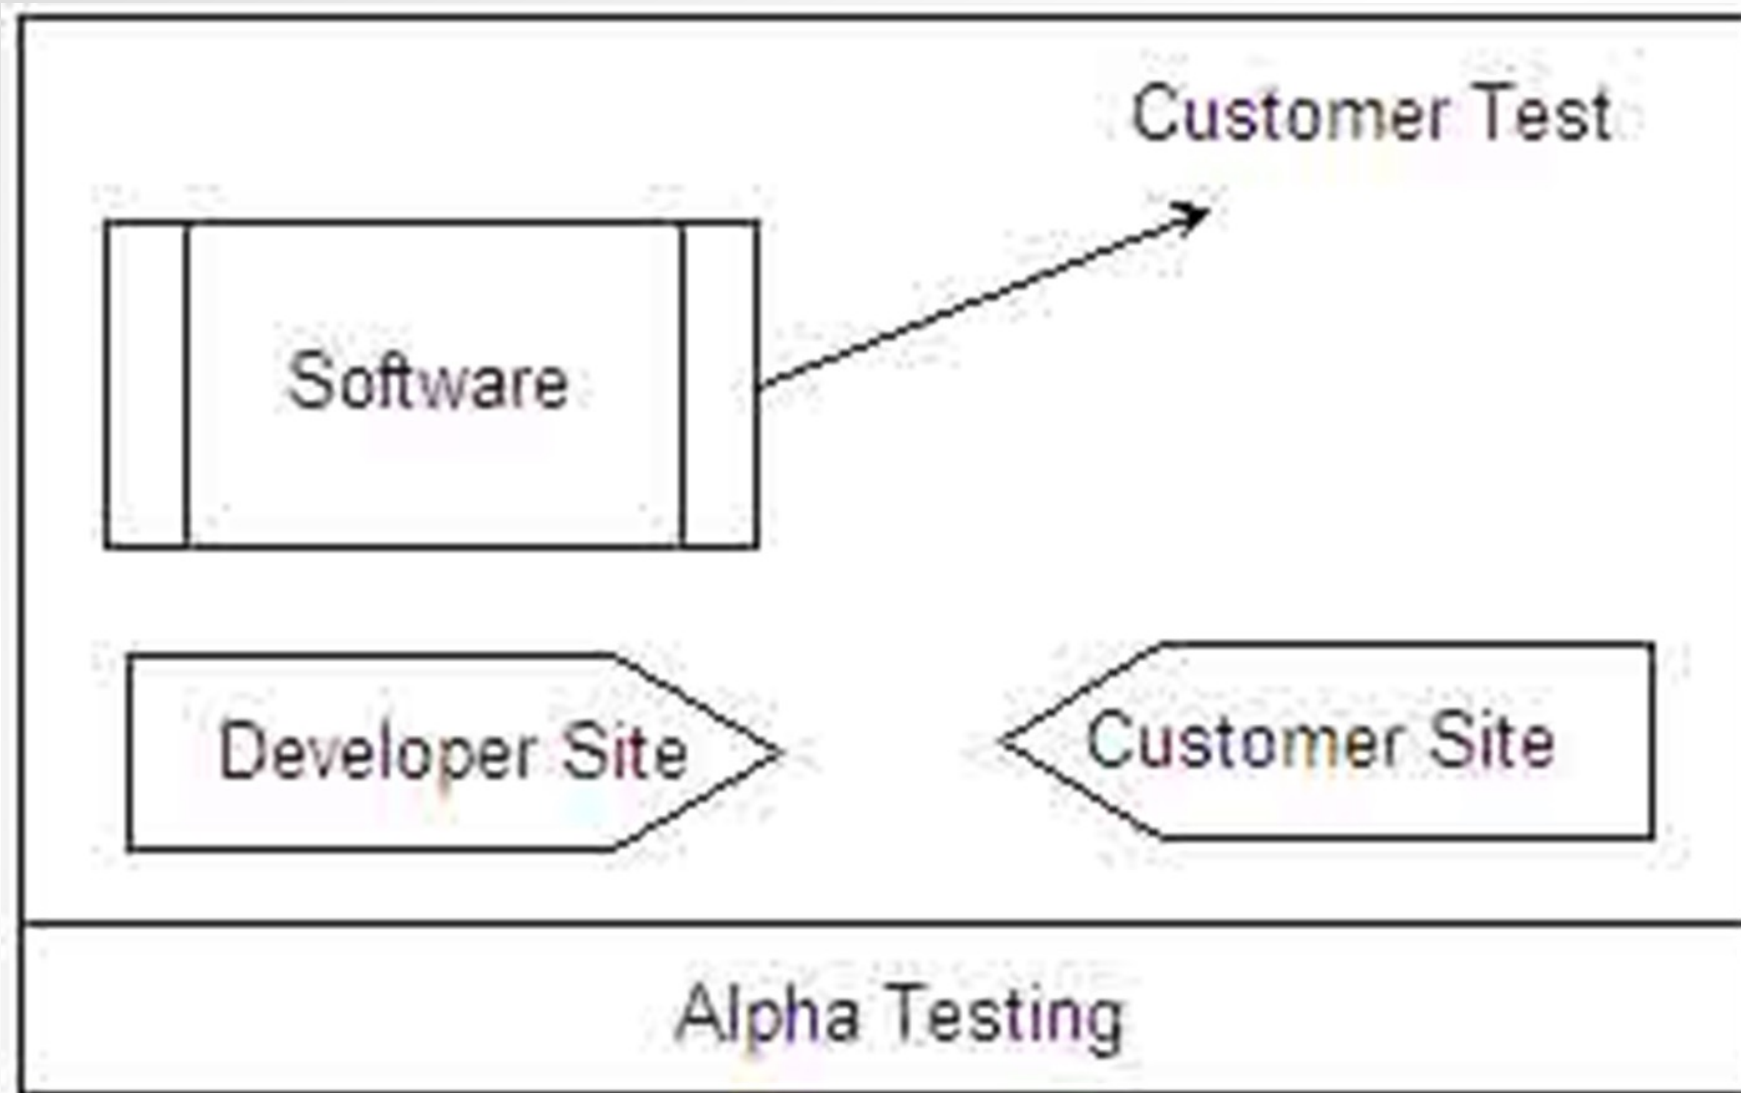 Customer Test
Software
Developer Site
Customer Site
Alpha Testing